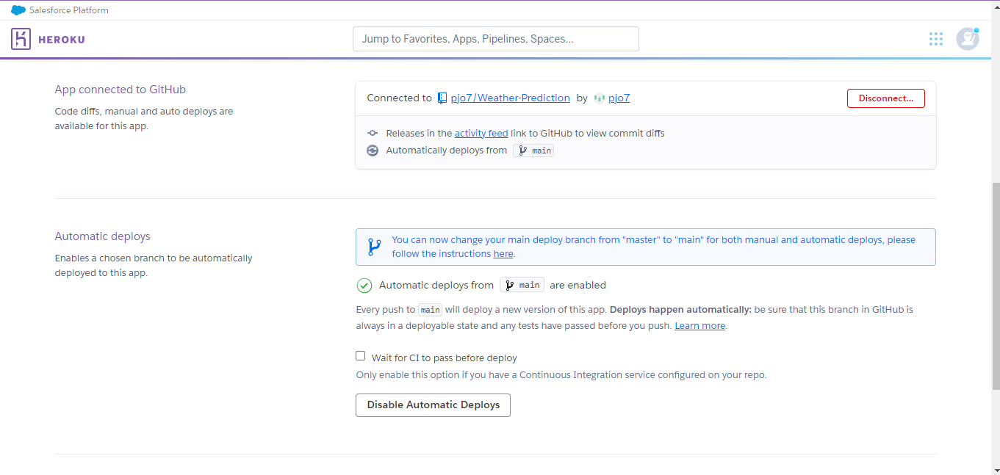 Salesforce Platform
HEROKU
Jump to Favorites, Apps, Pipelines, Spaces...
App connected to GitHub
Code diffs, manual and auto deploys are
available for this app.
Connected to pjo7/Weather-Prediction by pjo7
Disconnect...
Releases in the activity feed link to GitHub to view commit diffs
Automatically deploys from main
Automatic deploys
Enables a chosen branch to be automatically
deployed to this app.
You can now change your main deploy branch from "master" to "main" for both manual and automatic deploys, please
follow the instructions here.
Automatic deploys from main are enabled
Every push to main will deploy a new version of this app. Deploys happen automatically: be sure that this branch in GitHub is
always in a deployable state and any tests have passed before you push. Learn more.
Wait for CI to pass before deploy
Only enable this option if you have a Continuous Integration service configured on your repo.
Disable Automatic Deploys